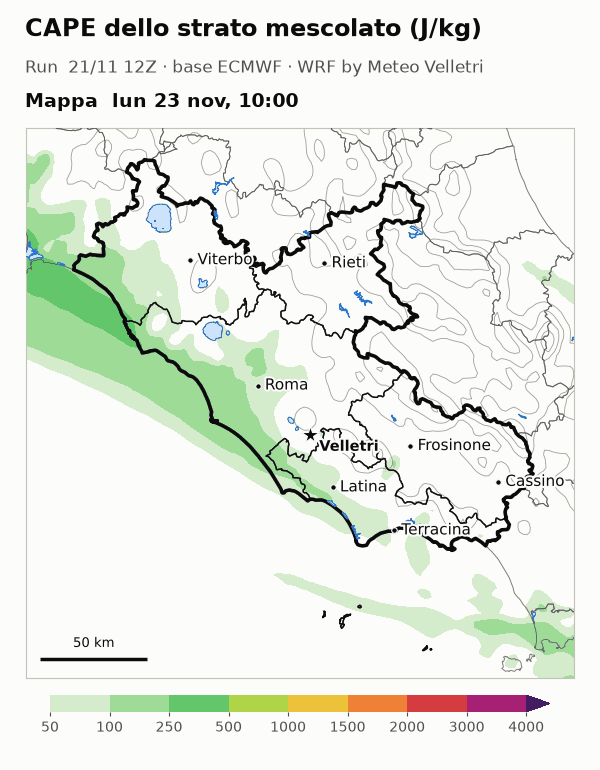 CAPE dello strato mescolato (J/kg)
Run  21/11 12Z · base ECMWF · WRF by Meteo Velletri
Mappa  lun 23 nov, 10:00
Viterbo
Rieti
Roma
Velletri
Frosinone
Latina
Cassino
Terracina
50 km
50 100 250 500 1000 1500 2000 3000 4000